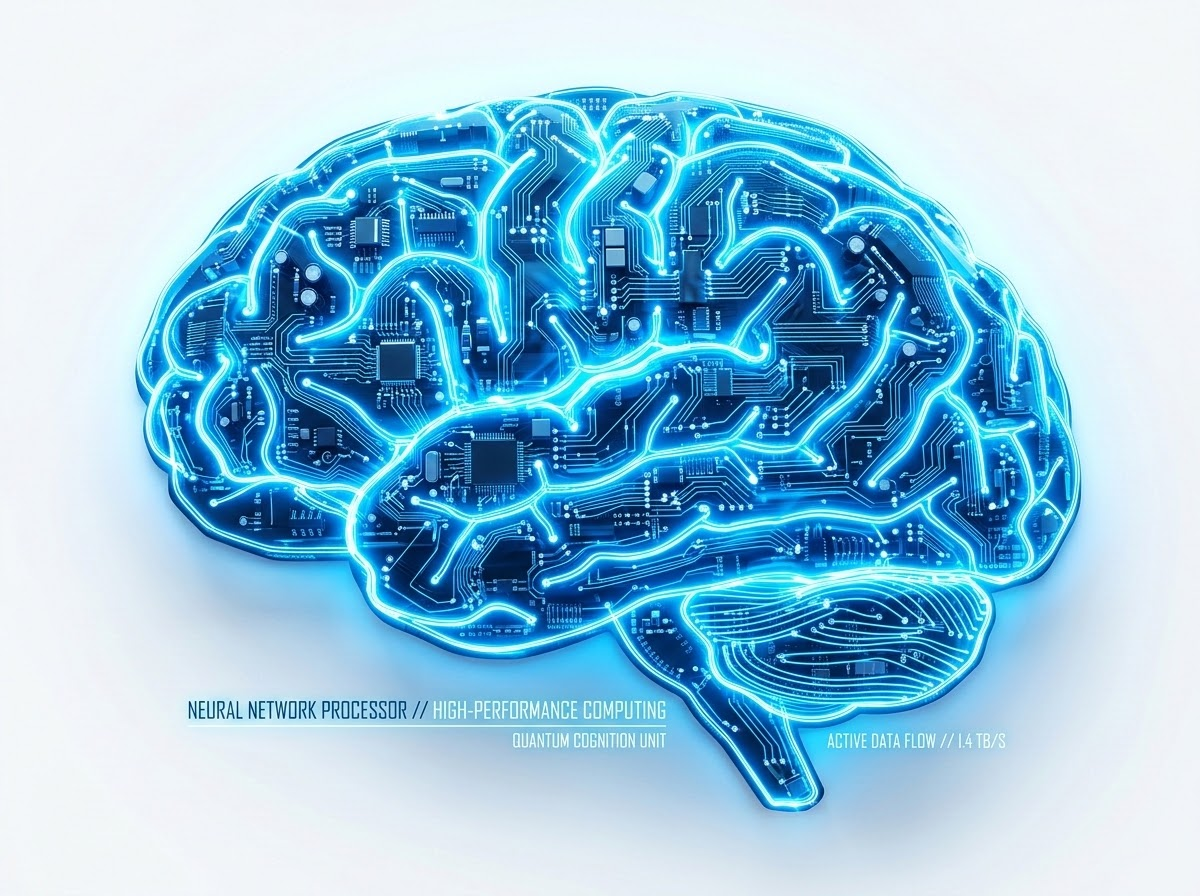 NEURAL NETWORK PROCESSOR // HIGH-PERFORMANCE COMPUTING
QUANTUM COGNITION UNIT
ACTIVE DATA FLOW // 1.4 TB/S